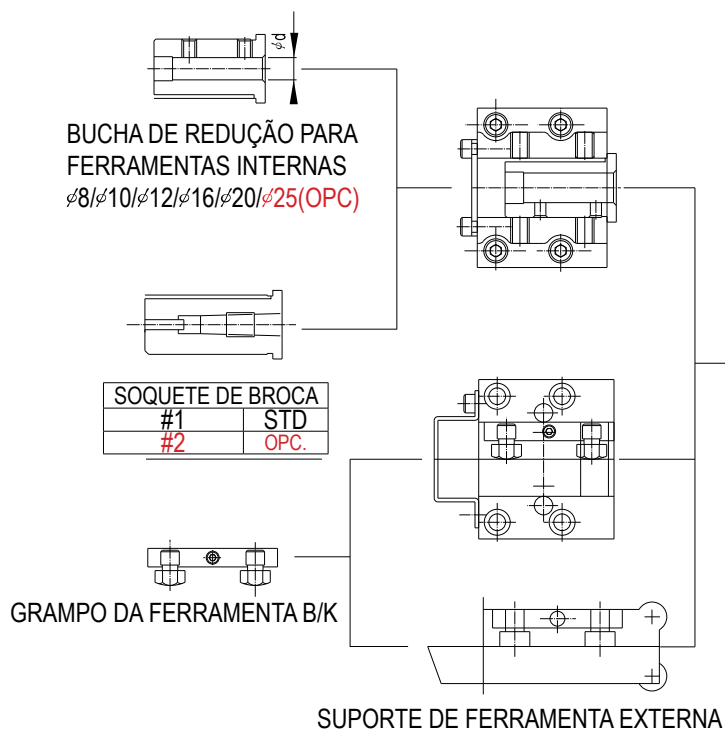 φd
BUCHA DE REDUÇÃO PARA
FERRAMENTAS INTERNAS
φ8/φ10/φ12/φ16/φ20/φ25(OPC)
SOQUETE DE BROCA
#1 STD
#2 OPC.
GRAMPO DA FERRAMENTA B/K
SUPORTE DE FERRAMENTA EXTERNA